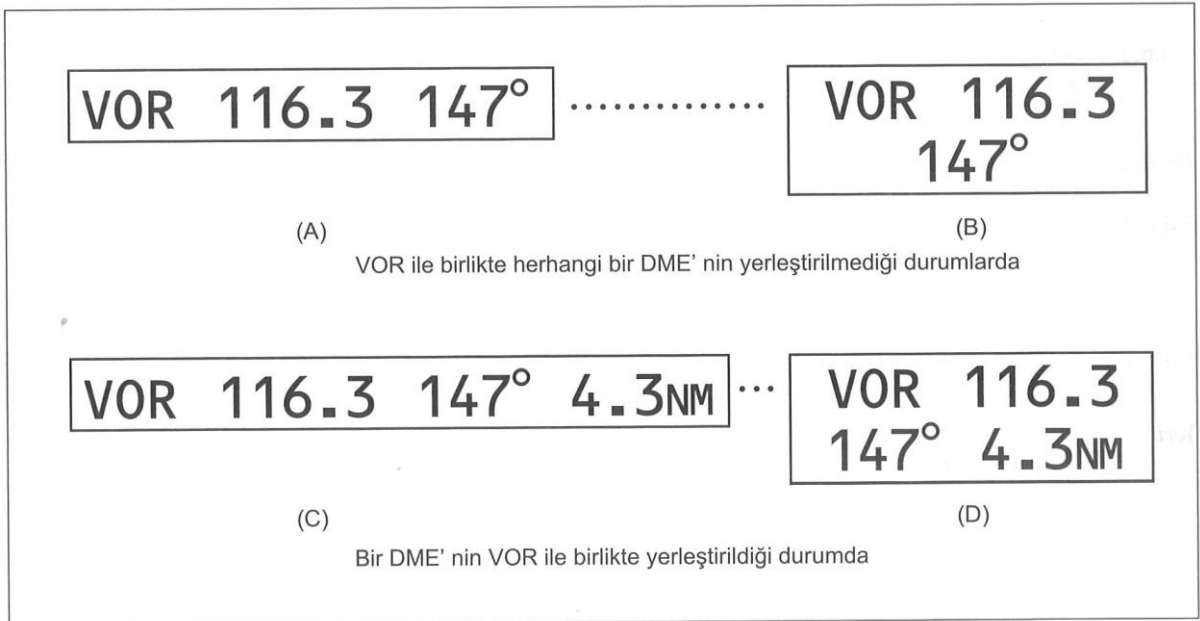 VOR 116.3 147° ..............
VOR 116.3
147°
(A)
(B)
VOR ile birlikte herhangi bir DME' nin yerleştirilmediği durumlarda
VOR 116.3 147° 4.3NM ...
VOR 116.3
147° 4.3NM
(C)
(D)
Bir DME' nin VOR ile birlikte yerleştirildiği durumda